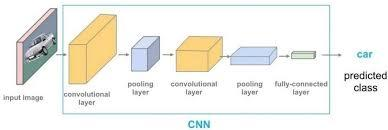 car
predicted
class
input image
convolutional
layer
pooling
layer
convolutional
layer
pooling
layer
fully-connected
layer
CNN